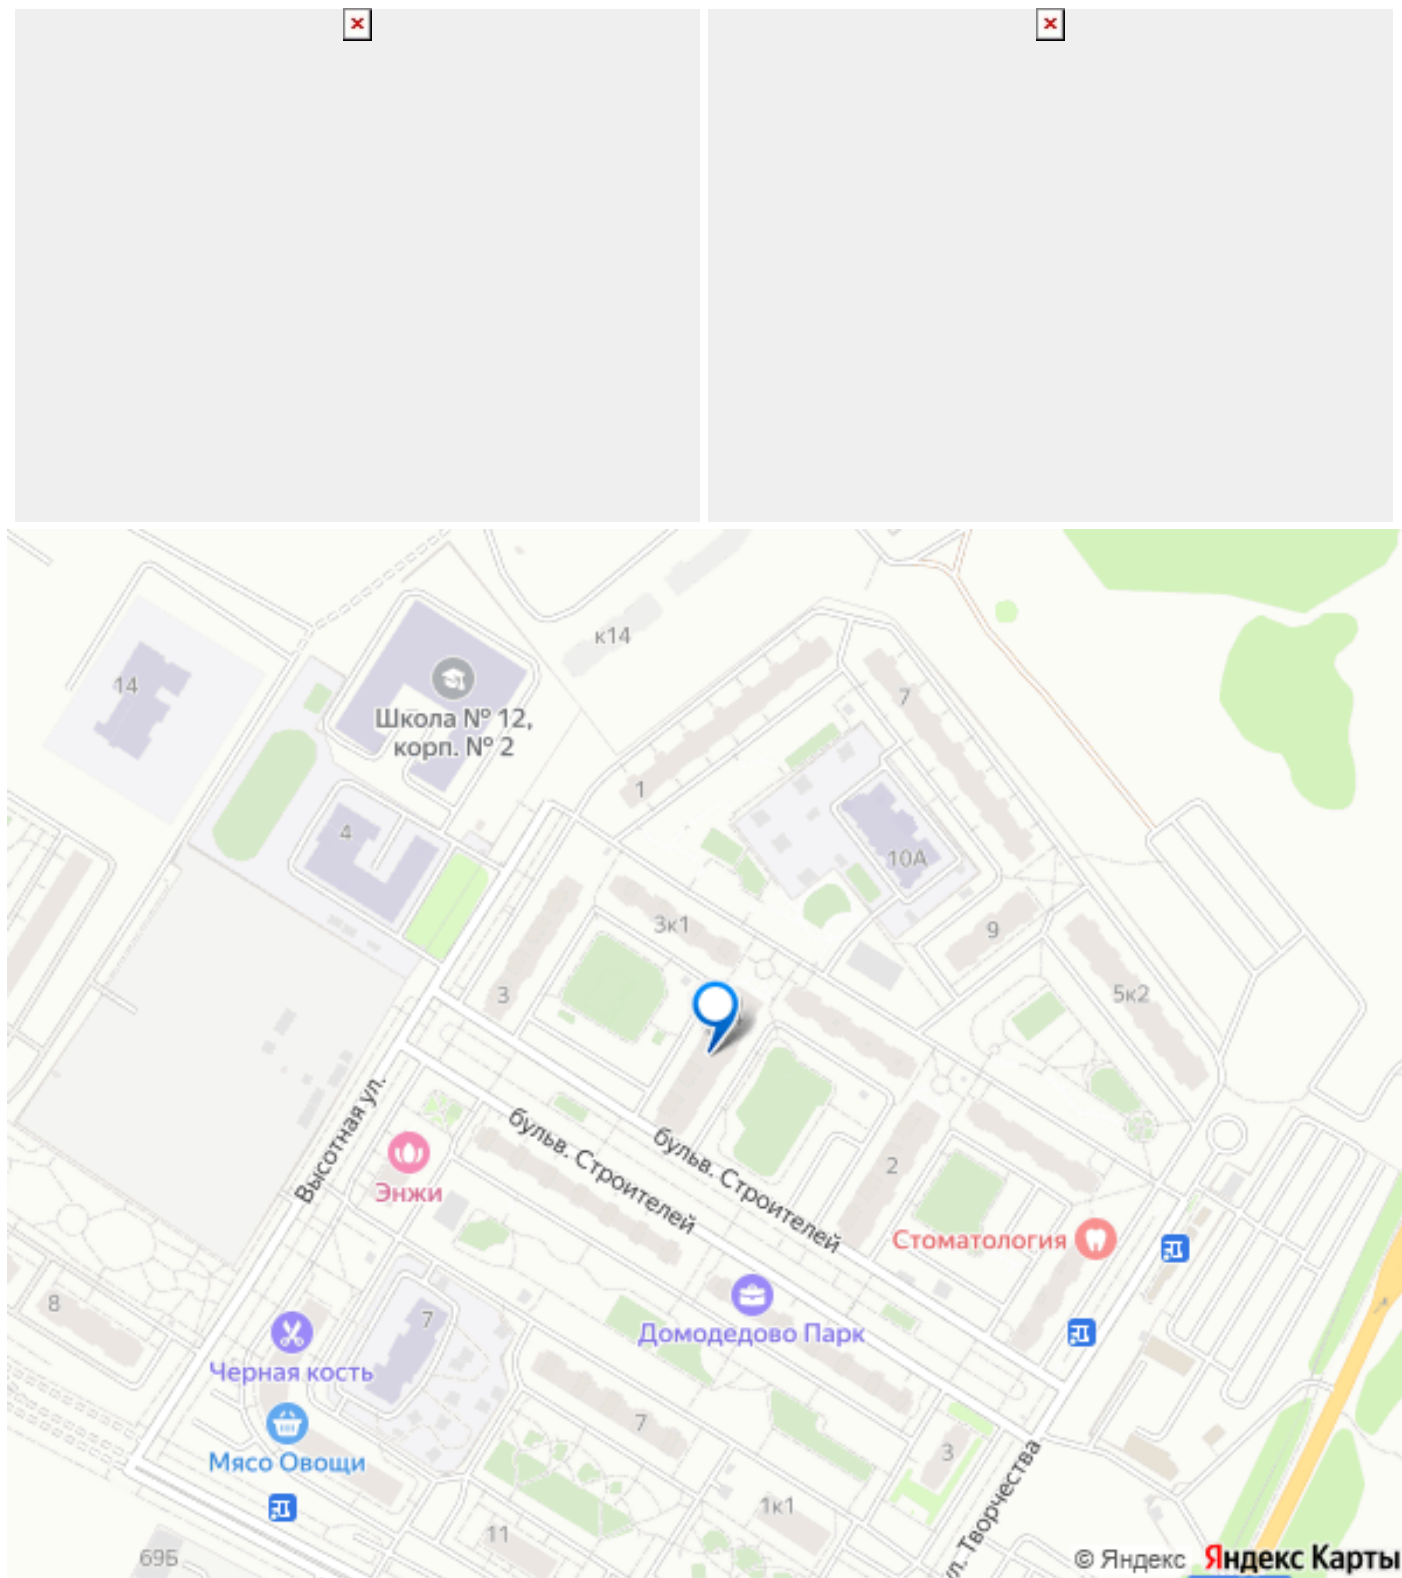 к14
14
Школа № 12,
корп. № 2
7
1
4
10А
3к1
9
3
5к2
Высотная ул.
бульв. Строителей
бульв. Строителей
2
Энжи
Стоматология
8
7
Домодедово Парк
Черная кость
7
3
Мясо Овощи
1к1
11
ул. Творчества
69Б
© Яндекс Яндекс Карты